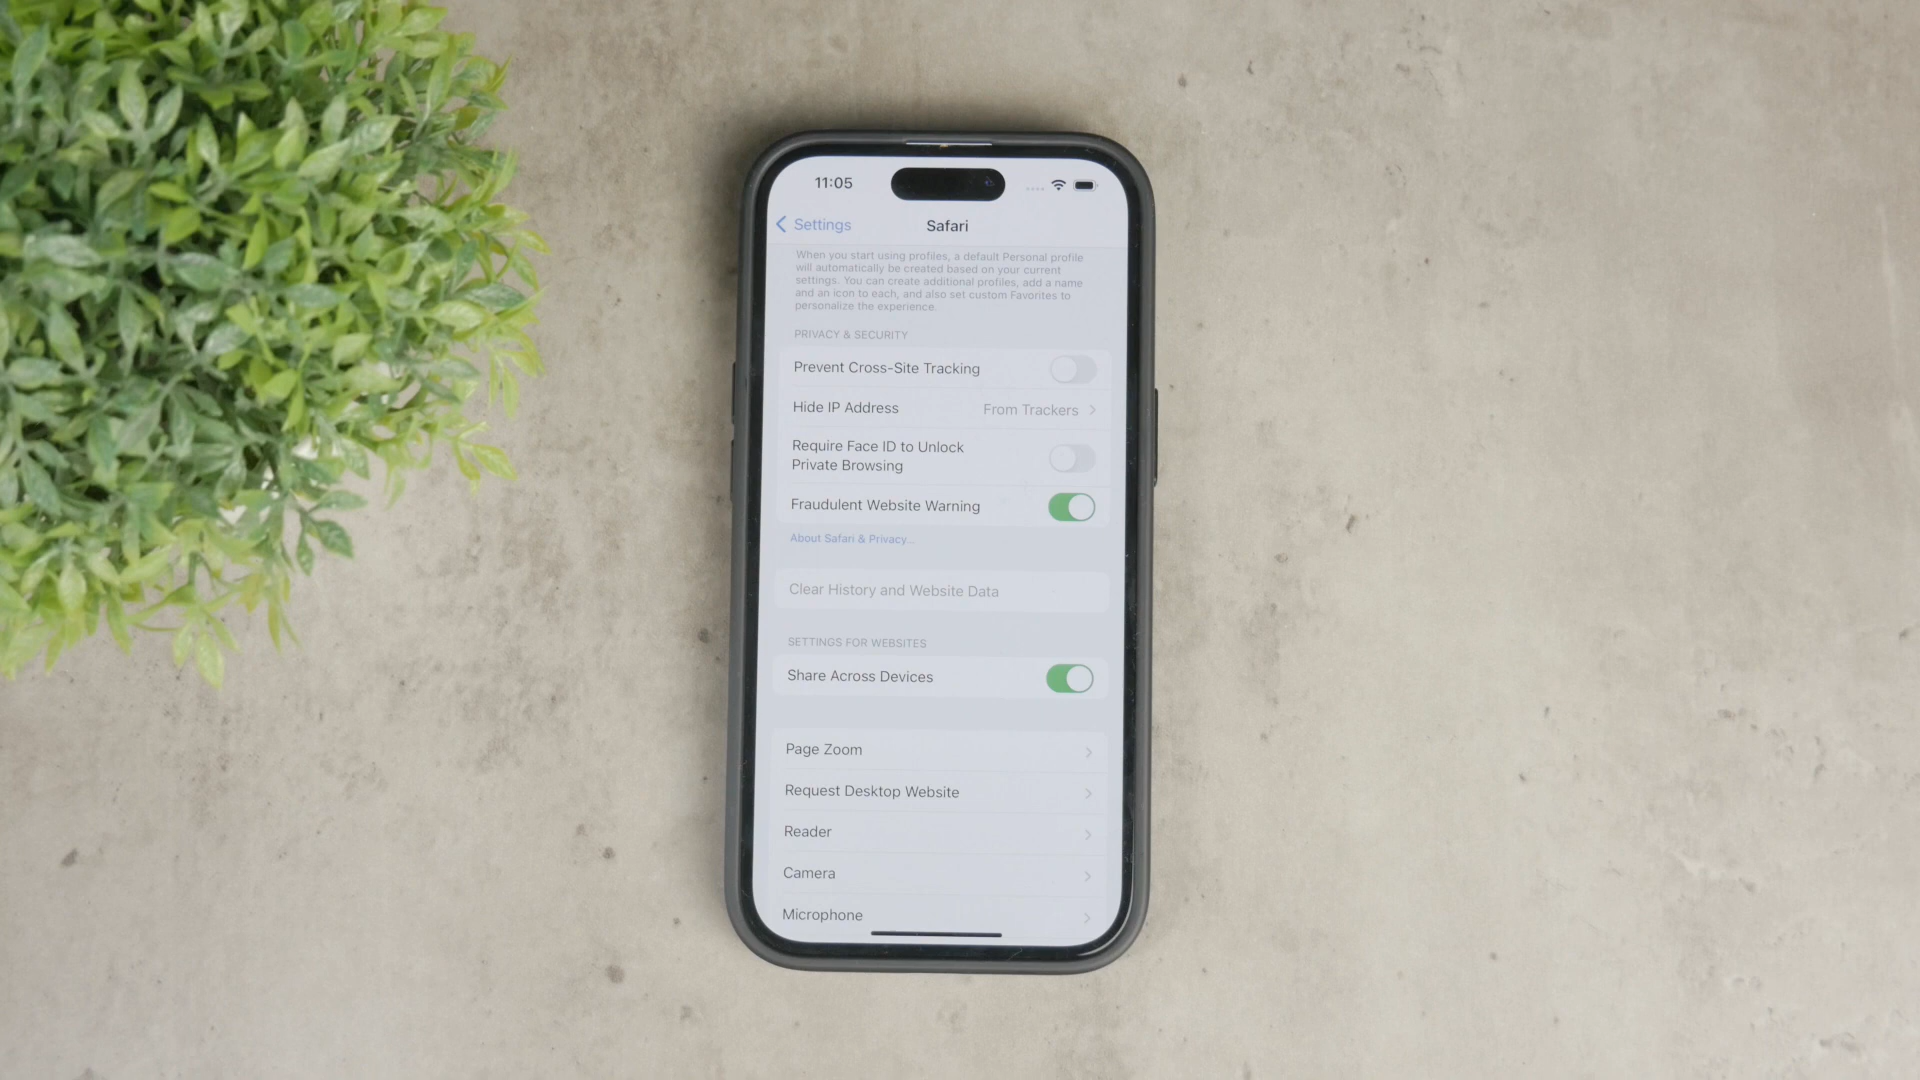 11:05
Settings
Safari
When you start using profiles, a default Personal profile
will automatically be created based on your current
settings. You can create additional profiles, add a name
and an icon to each, and also set custom Favorites to
personalize the experience.
PRIVACY & SECURITY
Prevent Cross-Site Tracking
Hide IP Address From Trackers
Require Face ID to Unlock
Private Browsing
Fraudulent Website Warning
About Safari & Privacy...
Clear History and Website Data
SETTINGS FOR WEBSITES
Share Across Devices
Page Zoom
Request Desktop Website
Reader
Camera
Microphone